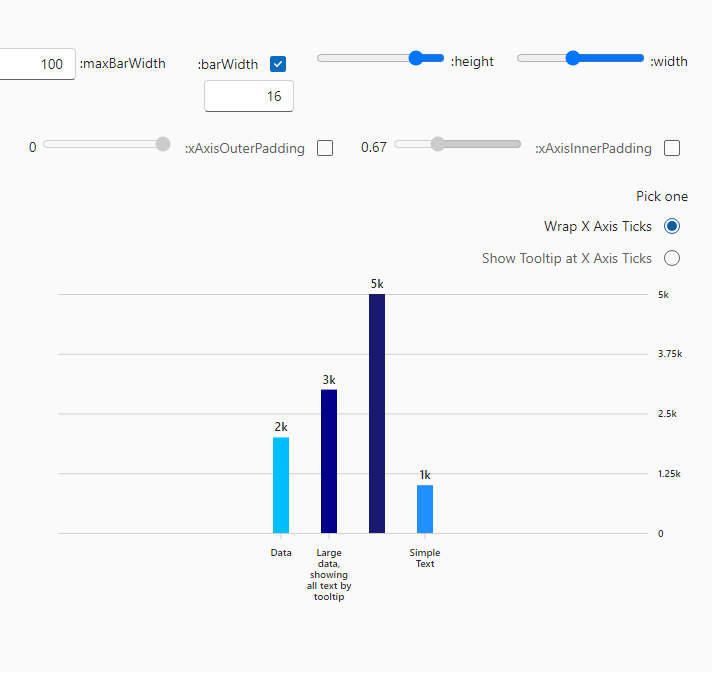 100 :maxBarWidth :barWidth :height :width
16
0 :xAxisOuterPadding 0.67 :xAxisInnerPadding
Pick one
Wrap X Axis Ticks
Show Tooltip at X Axis Ticks
5k
5k
3.75k
3k
2.5k
2k
1.25k
1k
0
Data
Large
data,
showing
all text by
tooltip
Simple
Text